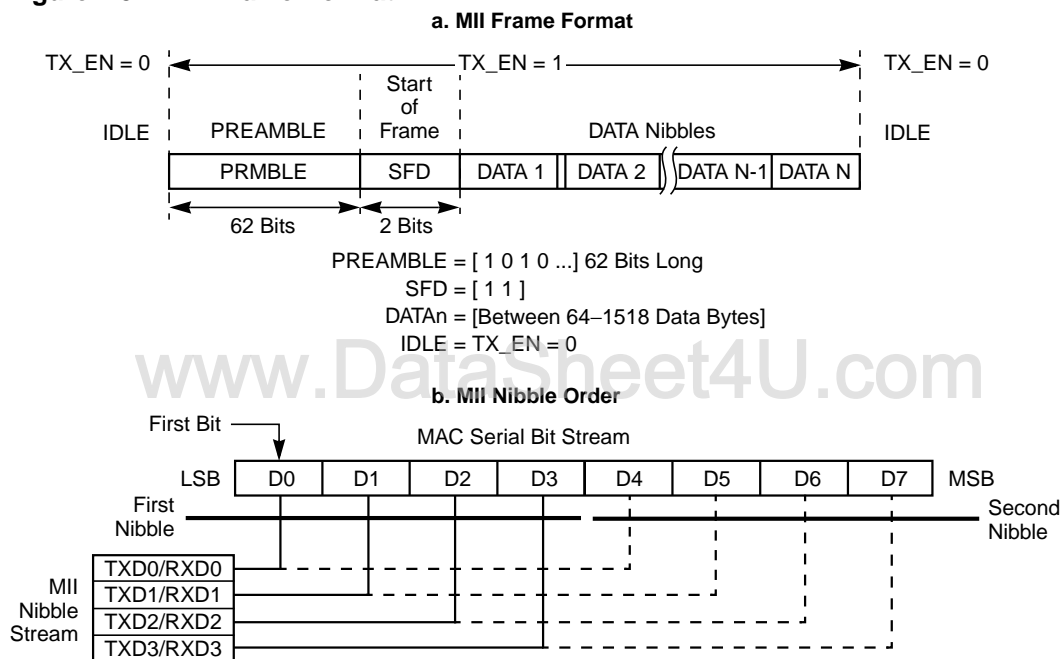 a. MII Frame Format
TX_EN = 0
TX_EN = 1
TX_EN = 0
IDLE
PREAMBLE
Start
of
Frame
DATA Nibbles
IDLE
PRMBLE
SFD
DATA 1
DATA 2
DATA N-1
DATA N
62 Bits
2 Bits
PREAMBLE = [ 1 0 1 0 ...] 62 Bits Long
SFD = [ 1 1 ]
DATAn = [Between 64–1518 Data Bytes]
IDLE = TX_EN = 0
www.DataSheet4U.com
b. MII Nibble Order
First Bit
MAC Serial Bit Stream
LSB
D0
D1
D2
D3
D4
D5
D6
D7
MSB
First
Nibble
Second
Nibble
MII
Nibble
Stream
TXD0/RXD0
TXD1/RXD1
TXD2/RXD2
TXD3/RXD3